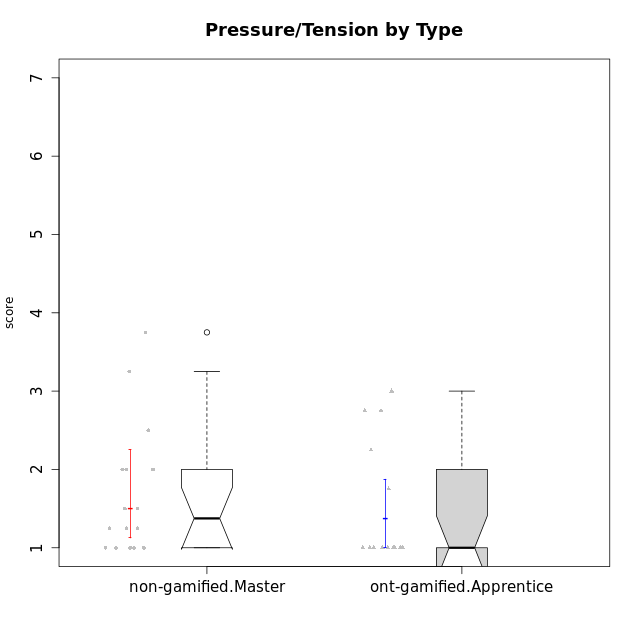 Pressure/Tension by Type
7
6
5
4
3
2
1
score
non-gamified.Master
ont-gamified.Apprentice